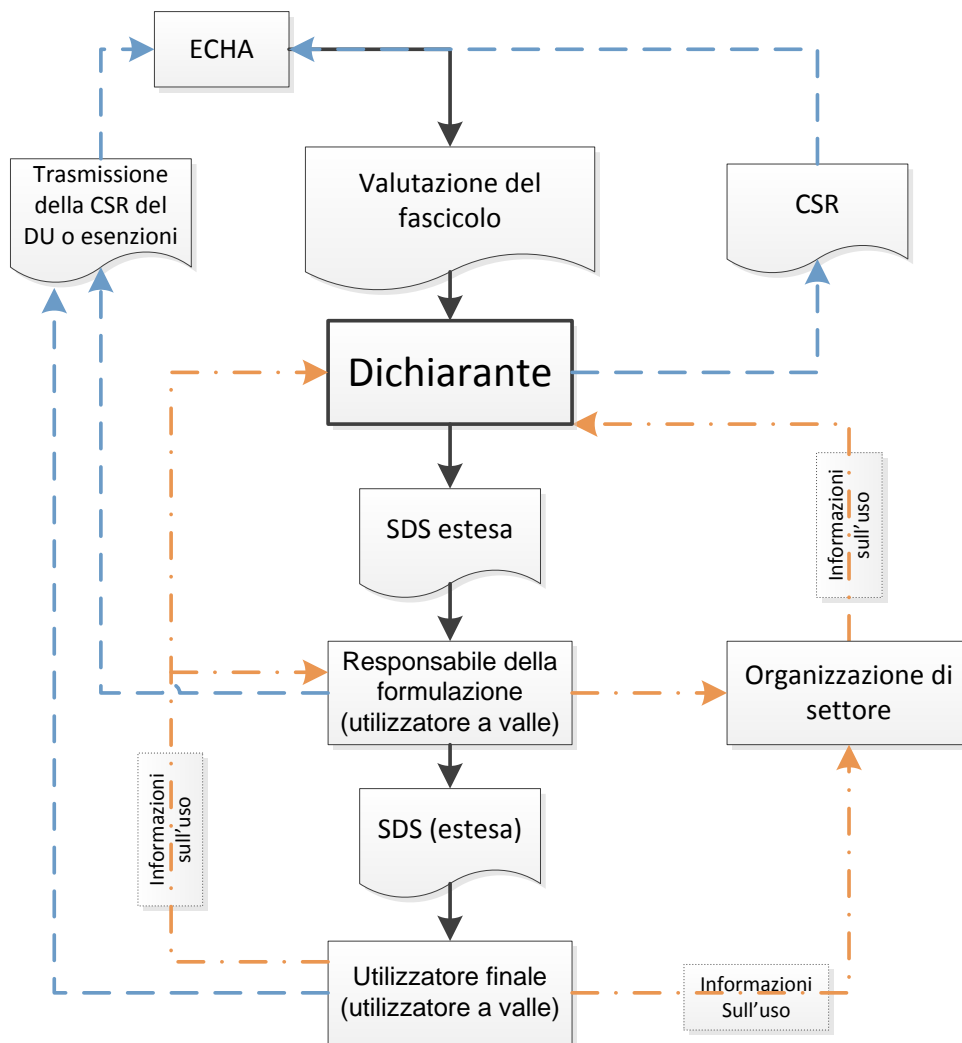 ECHA
Trasmissione
della CSR del
DU o esenzioni
Valutazione del
fascicolo
CSR
Dichiarante
SDS estesa
Informazioni
sull'uso
Responsabile della
formulazione
(utilizzatore a valle)
Organizzazione di
settore
Informazioni
sull'uso
SDS (estesa)
Utilizzatore finale
(utilizzatore a valle)
Informazioni
Sull'uso